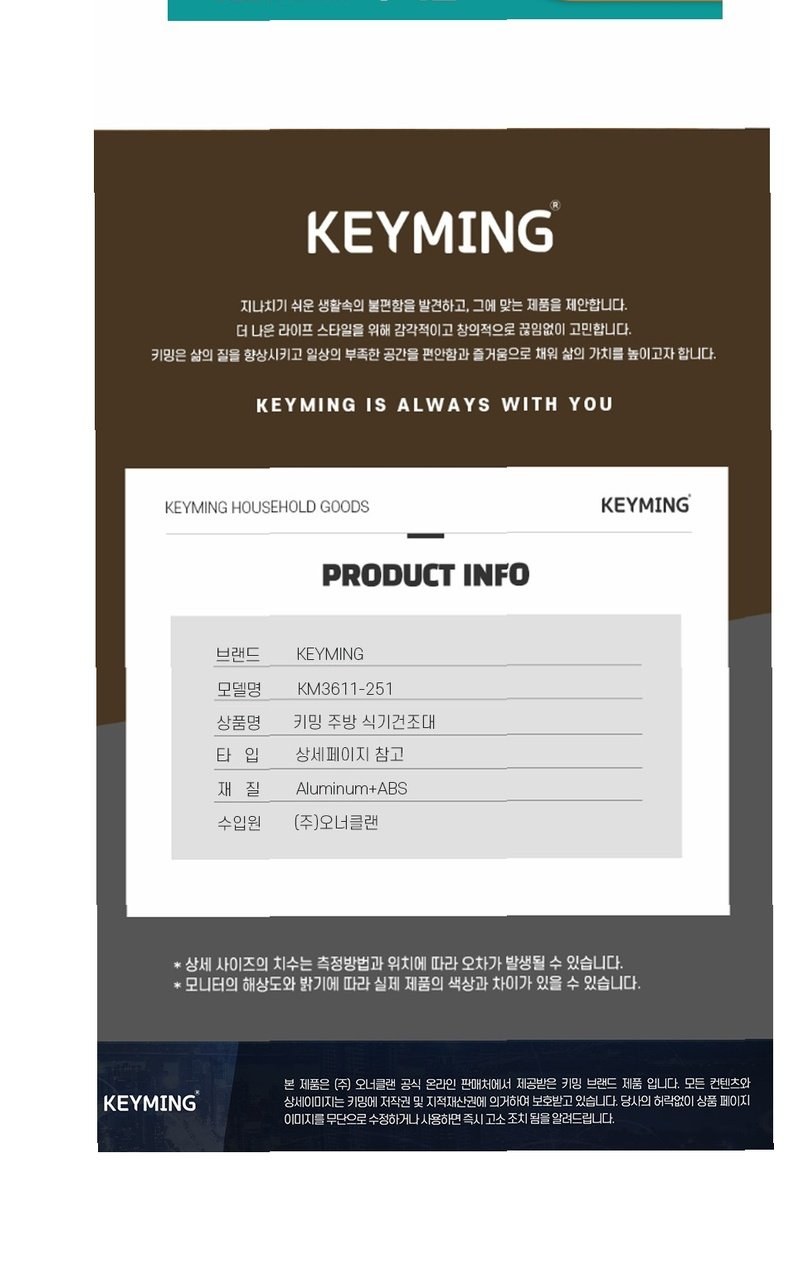 KEYMING®
지나치기 쉬운 생활속의 불편함을 발견하고, 그에 맞는 제품을 제안합니다.
더 나은 라이프 스타일을 위해 감각적이고 창의적으로 끊임없이 고민합니다.
키밍은 삶의 질을 향상시키고 일상의 부족한 공간을 편안함과 즐거움으로 채워 삶의 가치를 높이고자 합니다.
KEYMING IS ALWAYS WITH YOU
KEYMING HOUSEHOLD GOODS KEYMING
PRODUCT INFO
브랜드 KEYMING
모델명 KM3611-251
상품명 키밍 주방 식기건조대
타 입 상세페이지 참고
재 질 Aluminum+ABS
수입원 (주)오너클랜
* 상세 사이즈의 치수는 측정방법과 위치에 따라 오차가 발생될 수 있습니다.
* 모니터의 해상도와 밝기에 따라 실제 제품의 색상과 차이가 있을 수 있습니다.
KEYMING
본 제품은 (주) 오너클랜 공식 온라인 판매처에서 제공받은 키밍 브랜드 제품 입니다. 모든 컨텐츠와
상세이미지는 키밍에 저작권 및 지적재산권에 의거하여 보호받고 있습니다. 당사의 허락없이 상품 페이지
이미지를 무단으로 수정하거나 사용하면 즉시 고소 조치 됨을 알려드립니다.